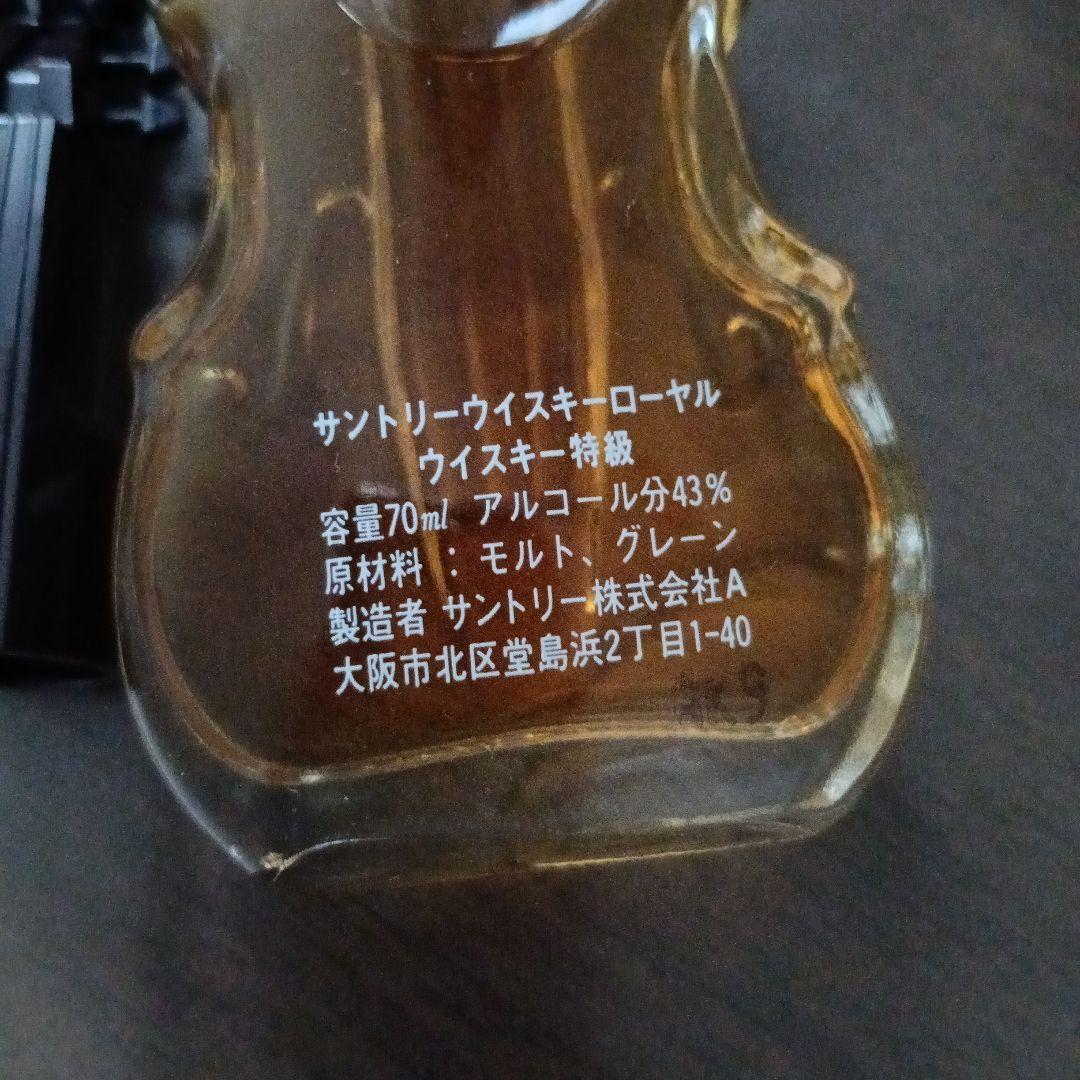 サントリーウイスキーローヤル
ウイスキー特級
容量70ml アルコール分43%
原材料 : モルト、グレーン
製造者 サントリー株式会社A
大阪市北区堂島浜2丁目1-40